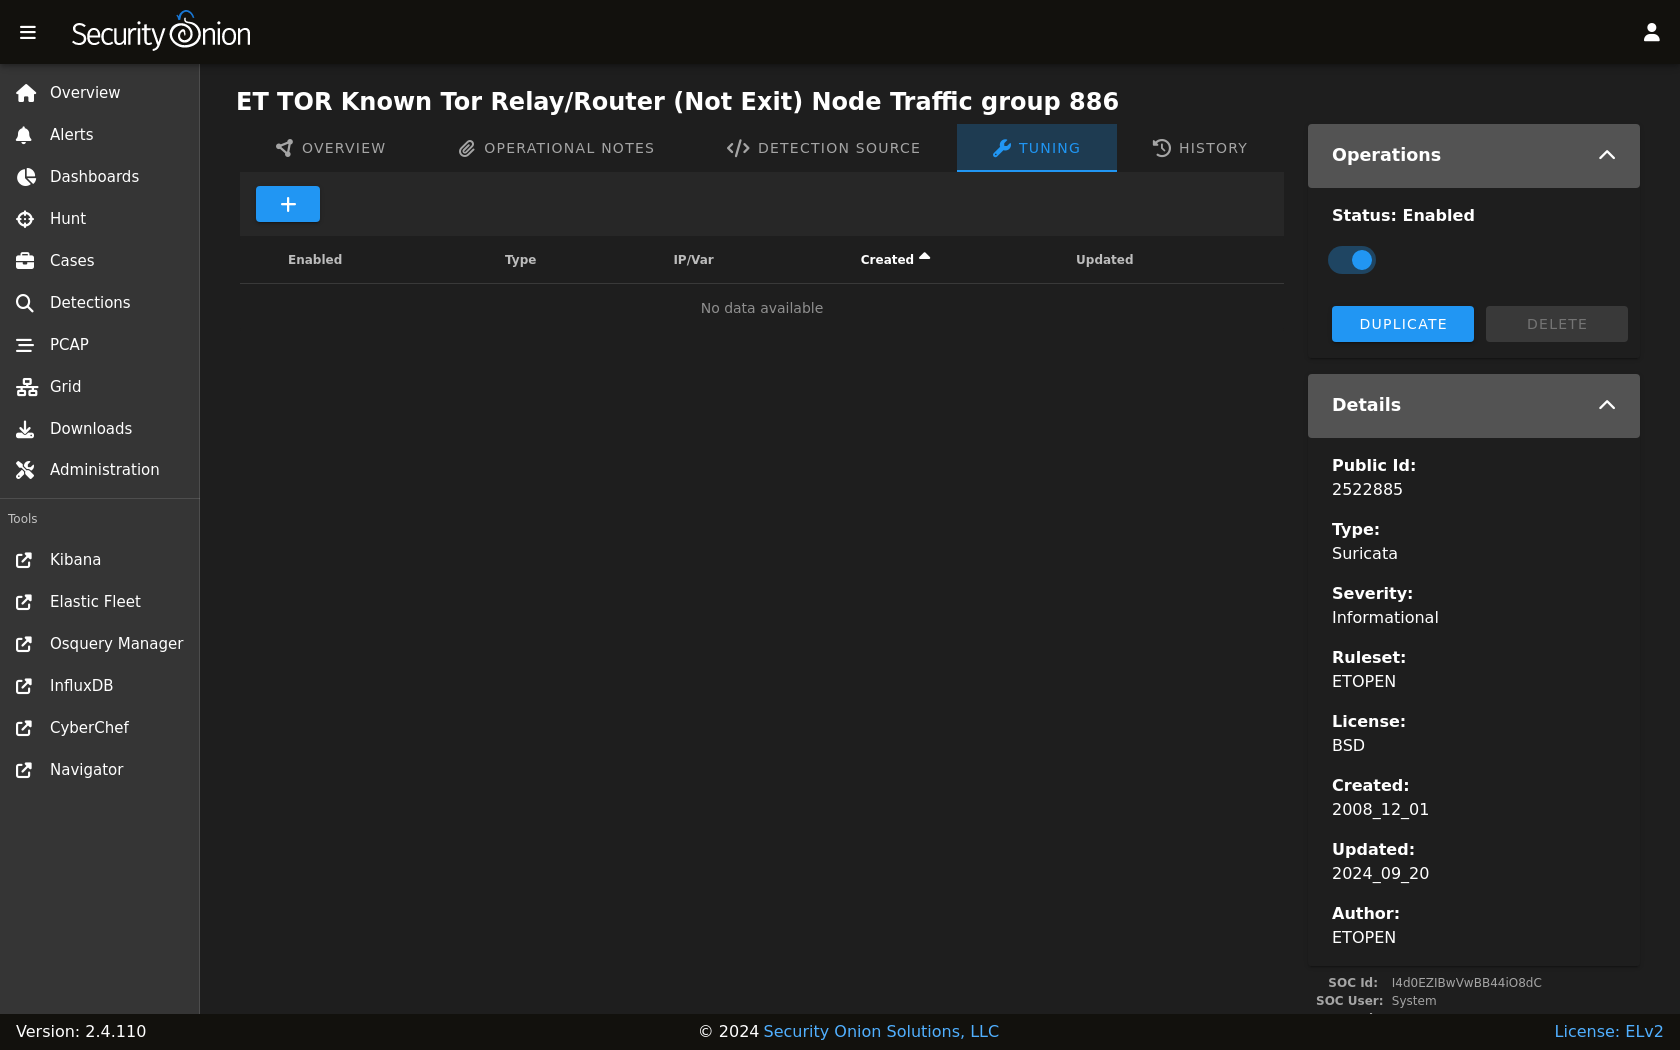 Security Onion
Overview
Alerts
Dashboards
Hunt
Cases
Detections
PCAP
Grid
Downloads
Administration
Tools
Kibana
Elastic Fleet
Osquery Manager
InfluxDB
CyberChef
Navigator
ET TOR Known Tor Relay/Router (Not Exit) Node Traffic group 886
OVERVIEW OPERATIONAL NOTES DETECTION SOURCE TUNING HISTORY
+
Enabled Type IP/Var Created Updated
No data available
Operations
Status: Enabled
DUPLICATE DELETE
Details
Public Id:
2522885
Type:
Suricata
Severity:
Informational
Ruleset:
ETOPEN
License:
BSD
Created:
2008_12_01
Updated:
2024_09_20
Author:
ETOPEN
SOC Id: I4d0EZIBwVwBB44iO8dC
SOC User: System
Version: 2.4.110 © 2024 Security Onion Solutions, LLC License: ELv2